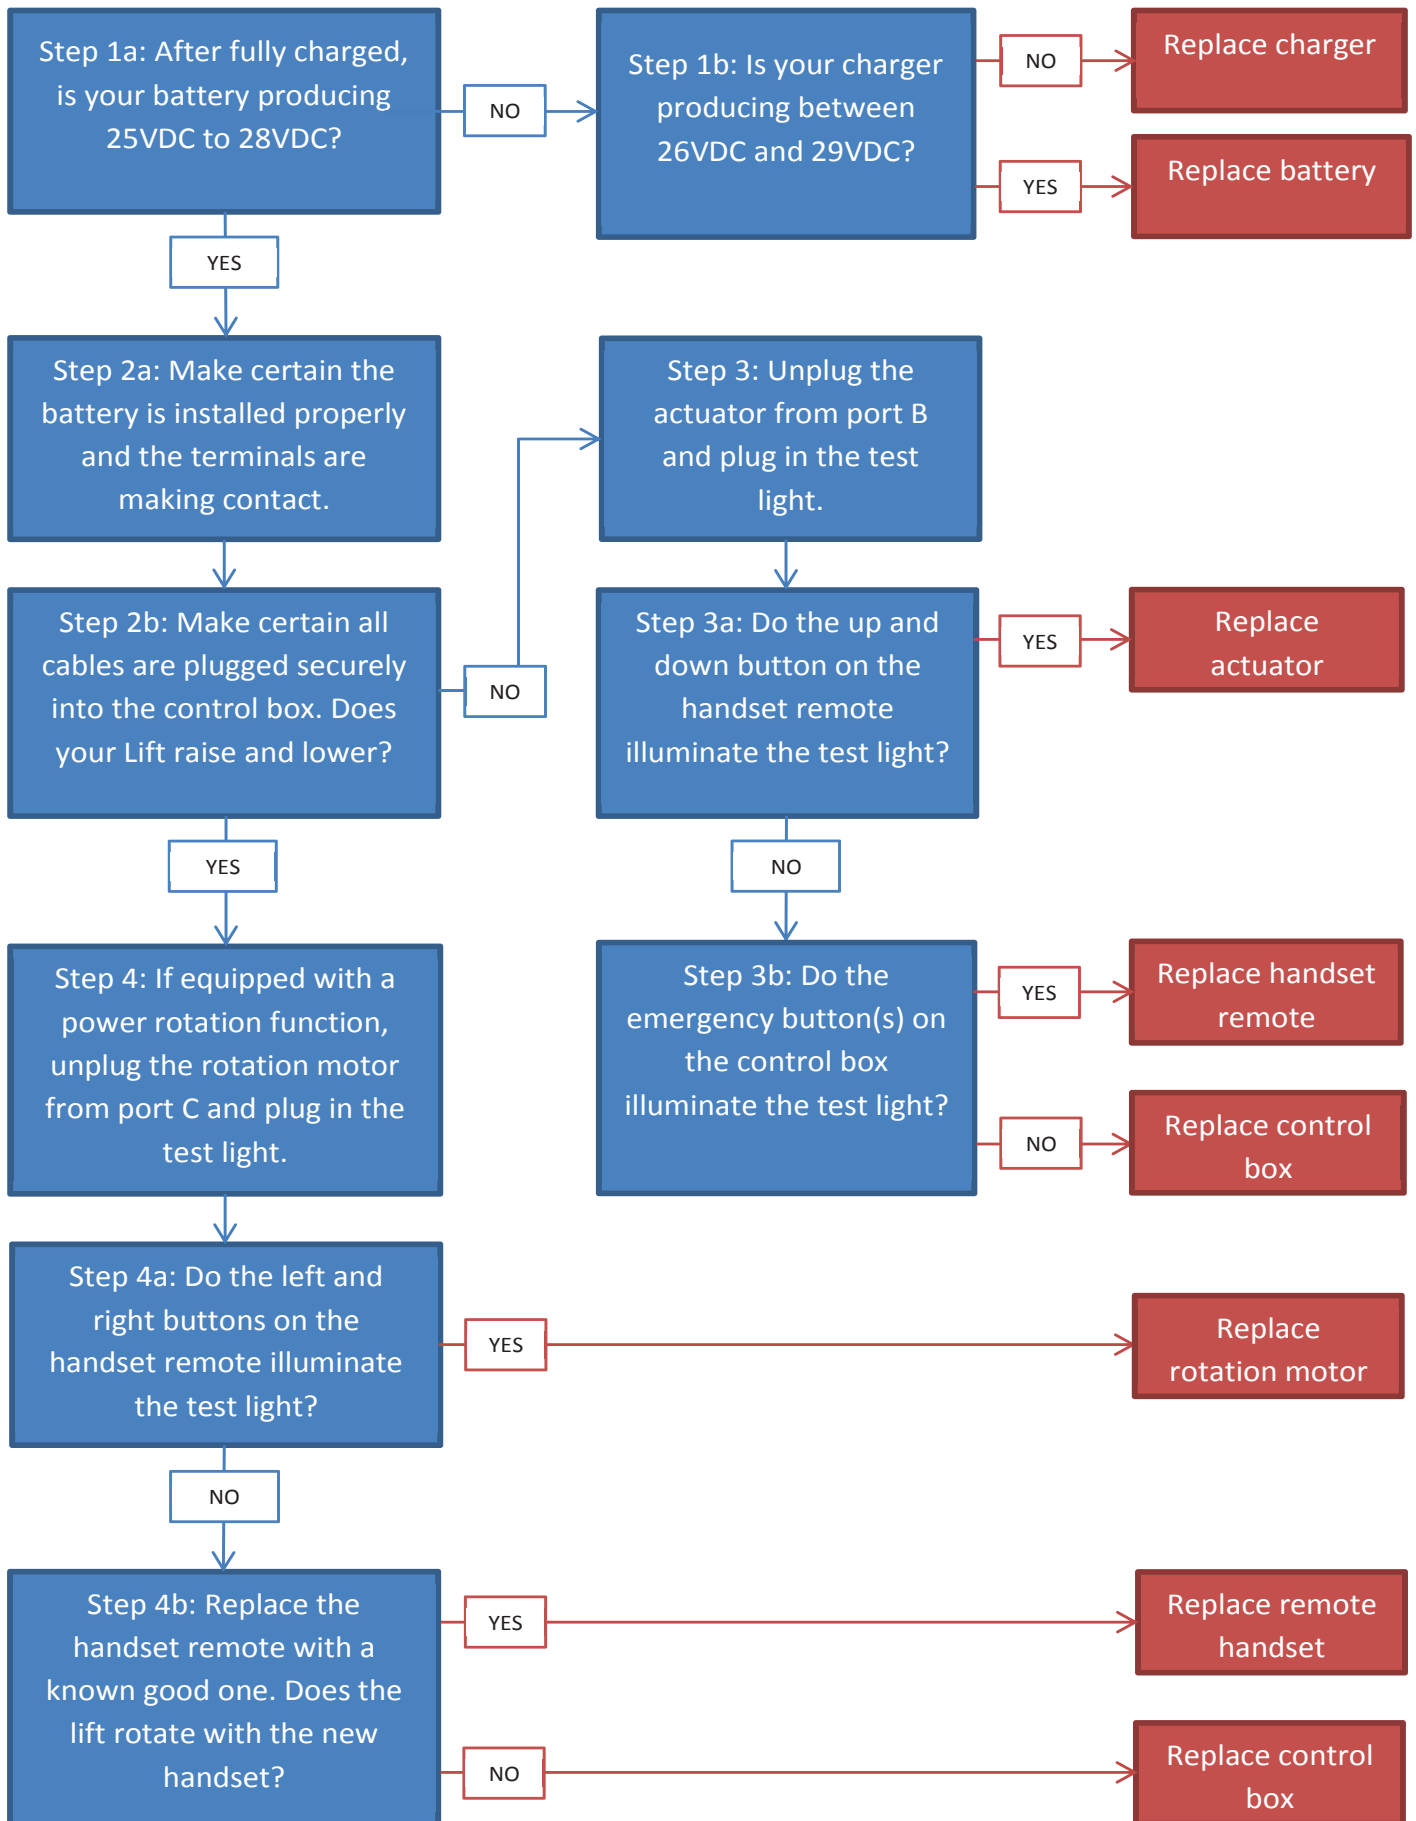 Step 1a: After fully charged,
is your battery producing
25VDC to 28VDC?
NO
Step 1b: Is your charger
producing between
26VDC and 29VDC?
NO
Replace charger
YES
Replace battery
YES
Step 2a: Make certain the
battery is installed properly
and the terminals are
making contact.
Step 2b: Make certain all
cables are plugged securely
into the control box. Does
your Lift raise and lower?
NO
Step 3: Unplug the
actuator from port B
and plug in the test
light.
Step 3a: Do the up and
down button on the
handset remote
illuminate the test light?
YES
Replace
actuator
NO
Step 3b: Do the
emergency button(s) on
the control box
illuminate the test light?
YES
Replace handset
remote
NO
Replace control
box
YES
Step 4: If equipped with a
power rotation function,
unplug the rotation motor
from port C and plug in the
test light.
Step 4a: Do the left and
right buttons on the
handset remote illuminate
the test light?
YES
Replace
rotation motor
NO
Step 4b: Replace the
handset remote with a
known good one. Does the
lift rotate with the new
handset?
YES
Replace remote
handset
NO
Replace control
box